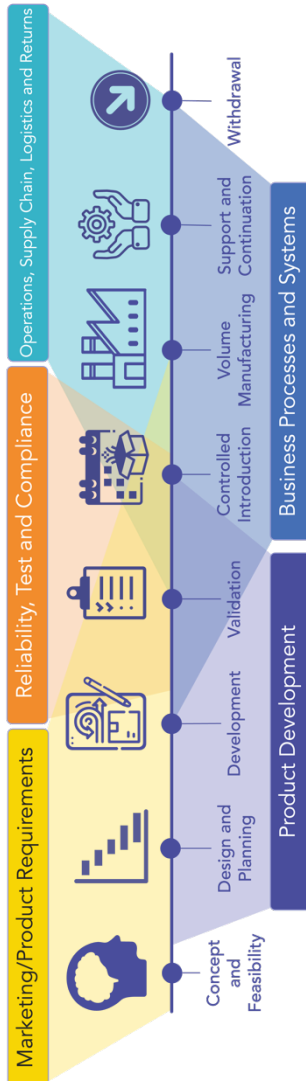 Marketing/Product Requirements
Reliability, Test and Compliance
Operations, Supply Chain, Logistics and Returns
Concept
and
Feasibility
Design and
Planning
Development
Validation
Controlled
Introduction
Volume
Manufacturing
Support and
Continuation
Withdrawal
Product Development
Business Processes and Systems